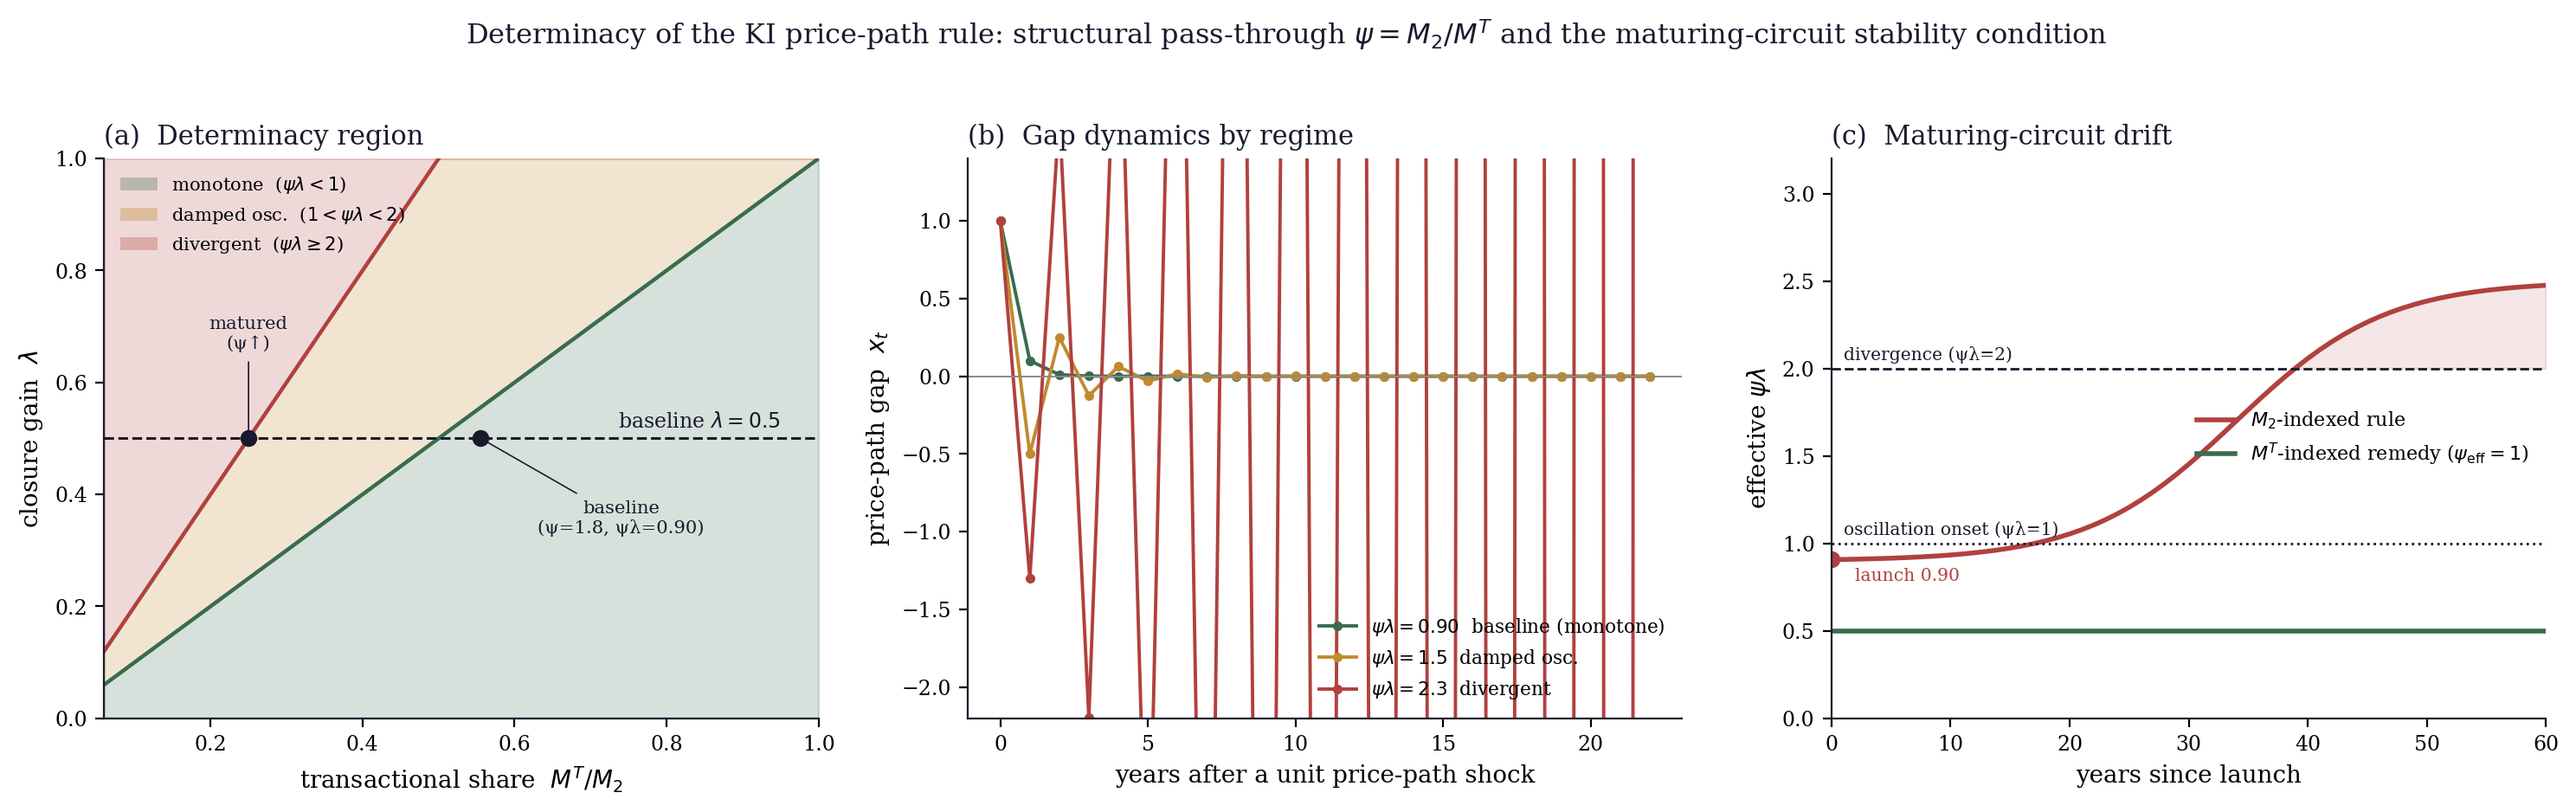 Determinacy of the KI price-path rule: structural pass-through ψ = M₂/Mᵀ and the maturing-circuit stability condition
(a) Determinacy region
closure gain λ
1.0
0.8
0.6
0.4
0.2
0.0
monotone (ψλ < 1)
damped osc. (1 < ψλ < 2)
divergent (ψλ ≥ 2)
matured
(ψ↑)
baseline λ = 0.5
baseline
(ψ=1.8, ψλ=0.90)
0.2
0.4
0.6
0.8
1.0
transactional share Mᵀ/M₂
(b) Gap dynamics by regime
price-path gap xₜ
1.0
0.5
0.0
−0.5
−1.0
−1.5
−2.0
ψλ = 0.90 baseline (monotone)
ψλ = 1.5 damped osc.
ψλ = 2.3 divergent
0
5
10
15
20
years after a unit price-path shock
(c) Maturing-circuit drift
effective ψλ
3.0
2.5
2.0
1.5
1.0
0.5
0.0
divergence (ψλ=2)
M₂-indexed rule
Mᵀ-indexed remedy (ψeff = 1)
oscillation onset (ψλ=1)
launch 0.90
0
10
20
30
40
50
60
years since launch